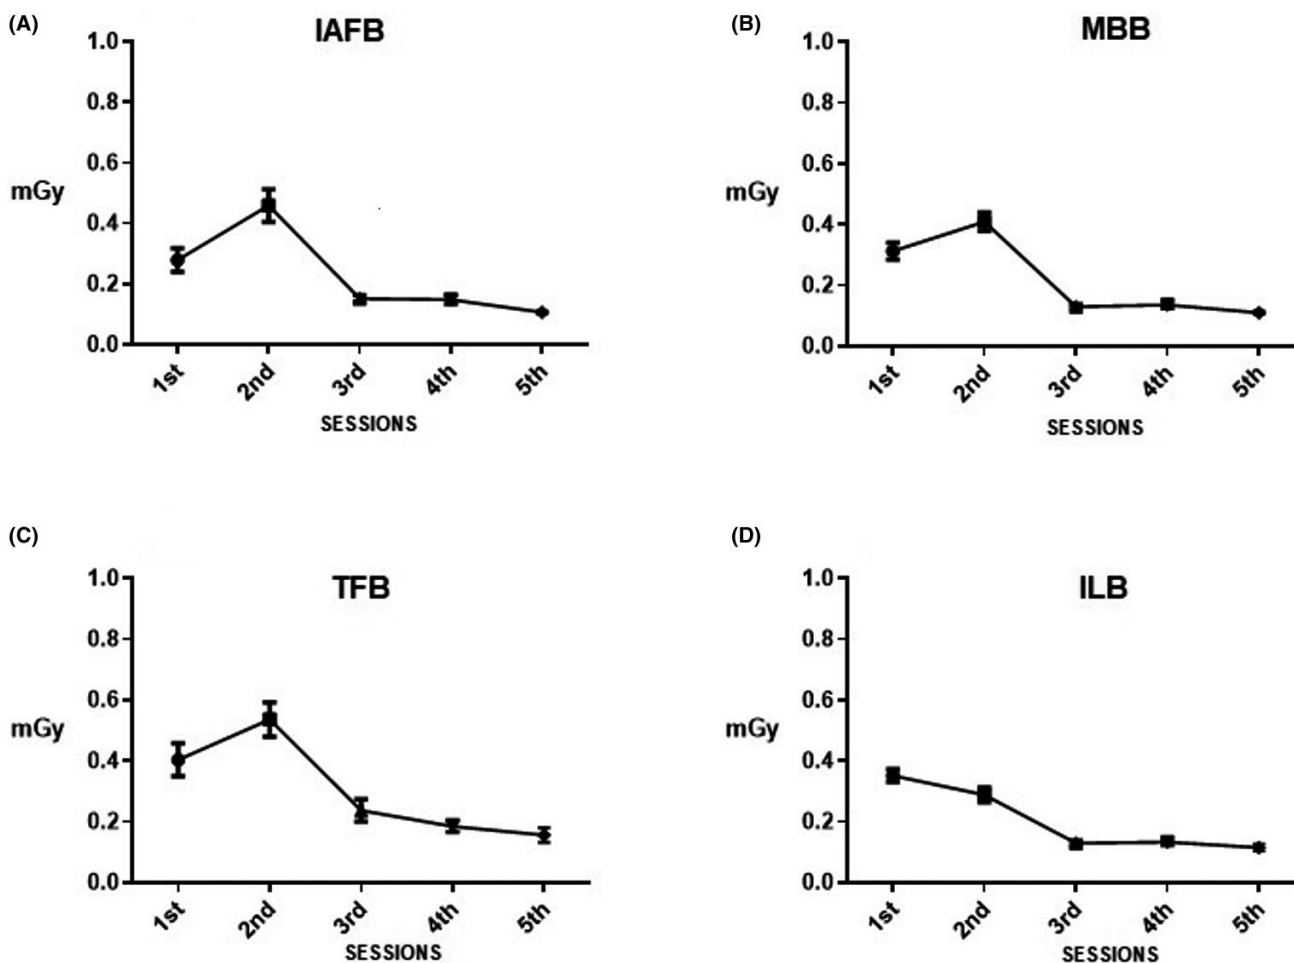 (A)
IAFB
1.0
0.8
0.6
0.4
0.2
0.0
mGy
1st
2nd
3rd
4th
5th
SESSIONS
(B)
MBB
1.0
0.8
0.6
0.4
0.2
0.0
mGy
1st
2nd
3rd
4th
5th
SESSIONS
(C)
TFB
1.0
0.8
0.6
0.4
0.2
0.0
mGy
1st
2nd
3rd
4th
5th
SESSIONS
(D)
ILB
1.0
0.8
0.6
0.4
0.2
0.0
mGy
1st
2nd
3rd
4th
5th
SESSIONS